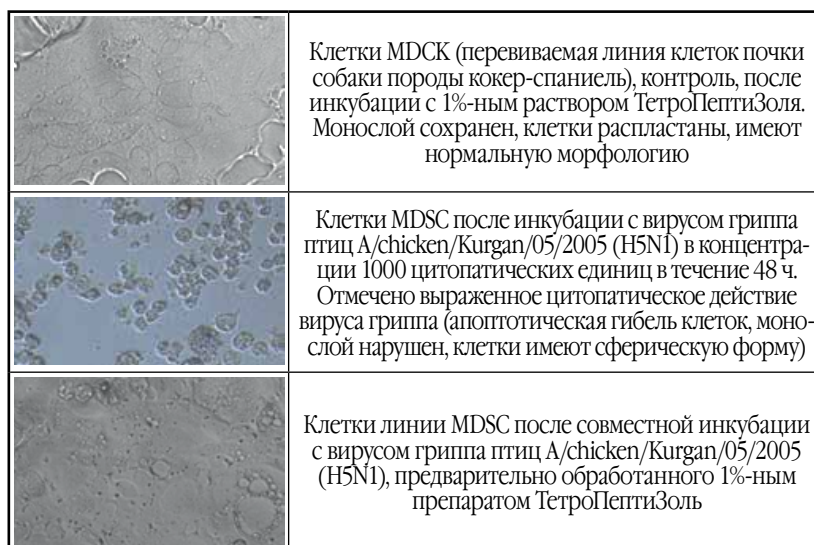 Клетки MDCK (перевиваемая линия клеток почки
собаки породы кокер-спаниель), контроль, после
инкубации с 1%-ным раствором ТетроПептиЗоля.
Монослой сохранен, клетки распластаны, имеют
нормальную морфологию
Клетки MDSC после инкубации с вирусом гриппа
птиц A/chicken/Kurgan/05/2005 (H5N1) в концентра-
ции 1000 цитопатических единиц в течение 48 ч.
Отмечено выраженное цитопатическое действие
вируса гриппа (апоптотическая гибель клеток, моно-
слой нарушен, клетки имеют сферическую форму)
Клетки линии MDSC после совместной инкубации
с вирусом гриппа птиц A/chicken/Kurgan/05/2005
(H5N1), предварительно обработанного 1%-ным
препаратом ТетроПептиЗоль